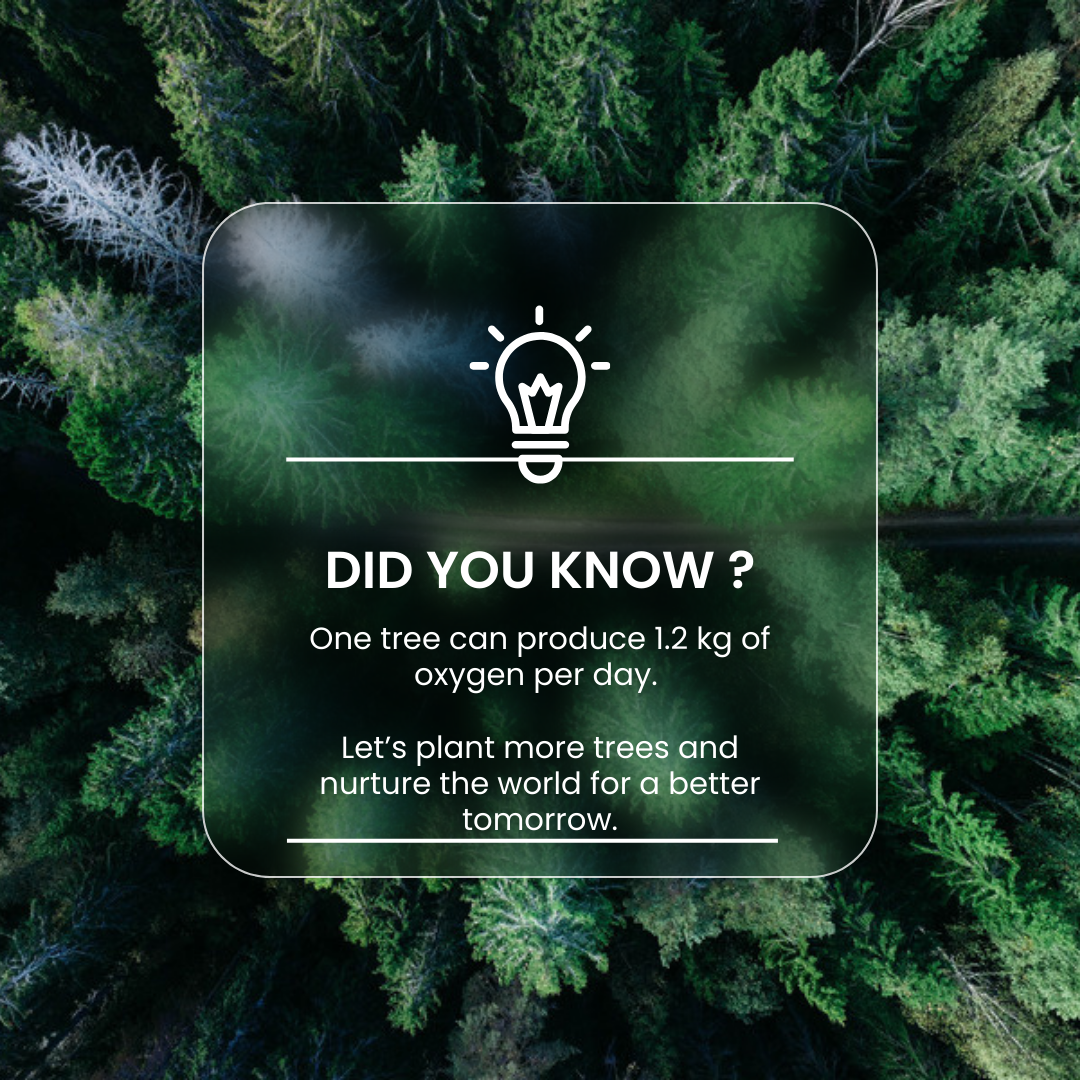 DID YOU KNOW ?
One tree can produce 1.2 kg of
oxygen per day.
Let’s plant more trees and
nurture the world for a better
tomorrow.